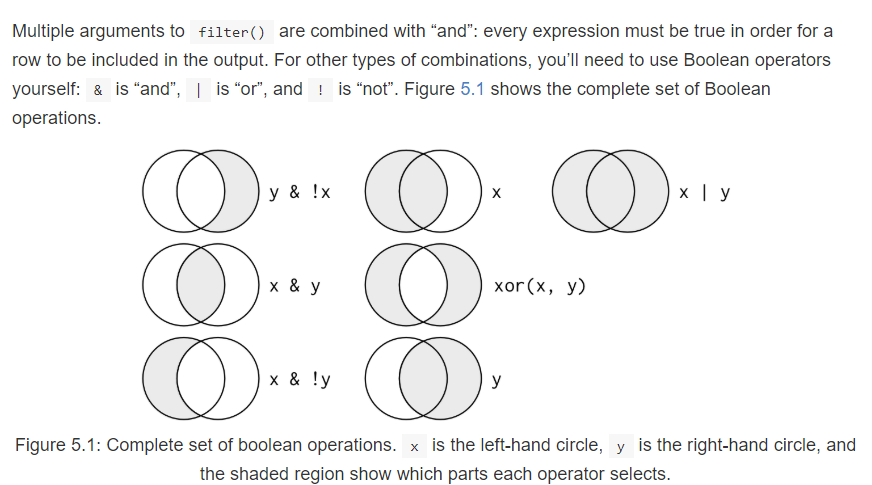 Multiple arguments to filter() are combined with “and”: every expression must be true in order for a
row to be included in the output. For other types of combinations, you’ll need to use Boolean operators
yourself: & is “and”, | is “or”, and ! is “not”. Figure 5.1 shows the complete set of Boolean
operations.
y & !x
x
x | y
x & y
xor(x, y)
x & !y
y
Figure 5.1: Complete set of boolean operations. x is the left-hand circle, y is the right-hand circle, and
the shaded region show which parts each operator selects.